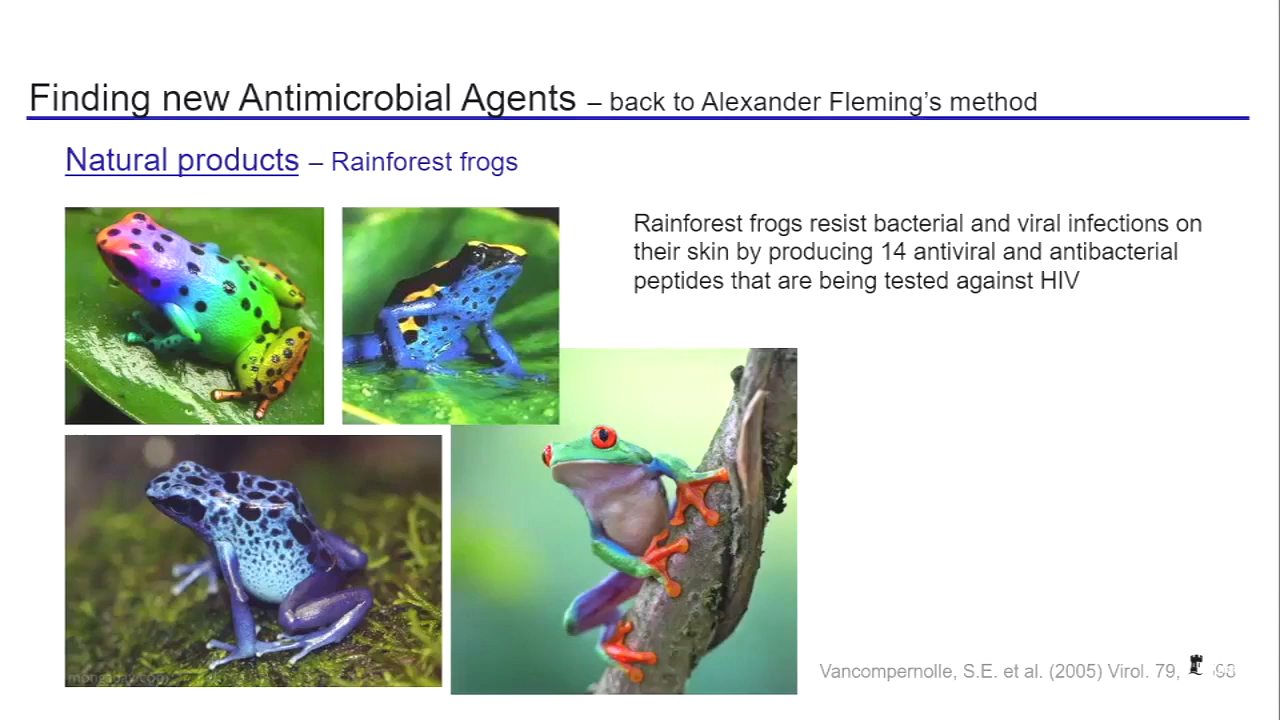 Finding new Antimicrobial Agents – back to Alexander Fleming's method
Natural products – Rainforest frogs
Rainforest frogs resist bacterial and viral infections on
their skin by producing 14 antiviral and antibacterial
peptides that are being tested against HIV
mongabay.com
Vancompernolle, S.E. et al. (2005) Virol. 79,